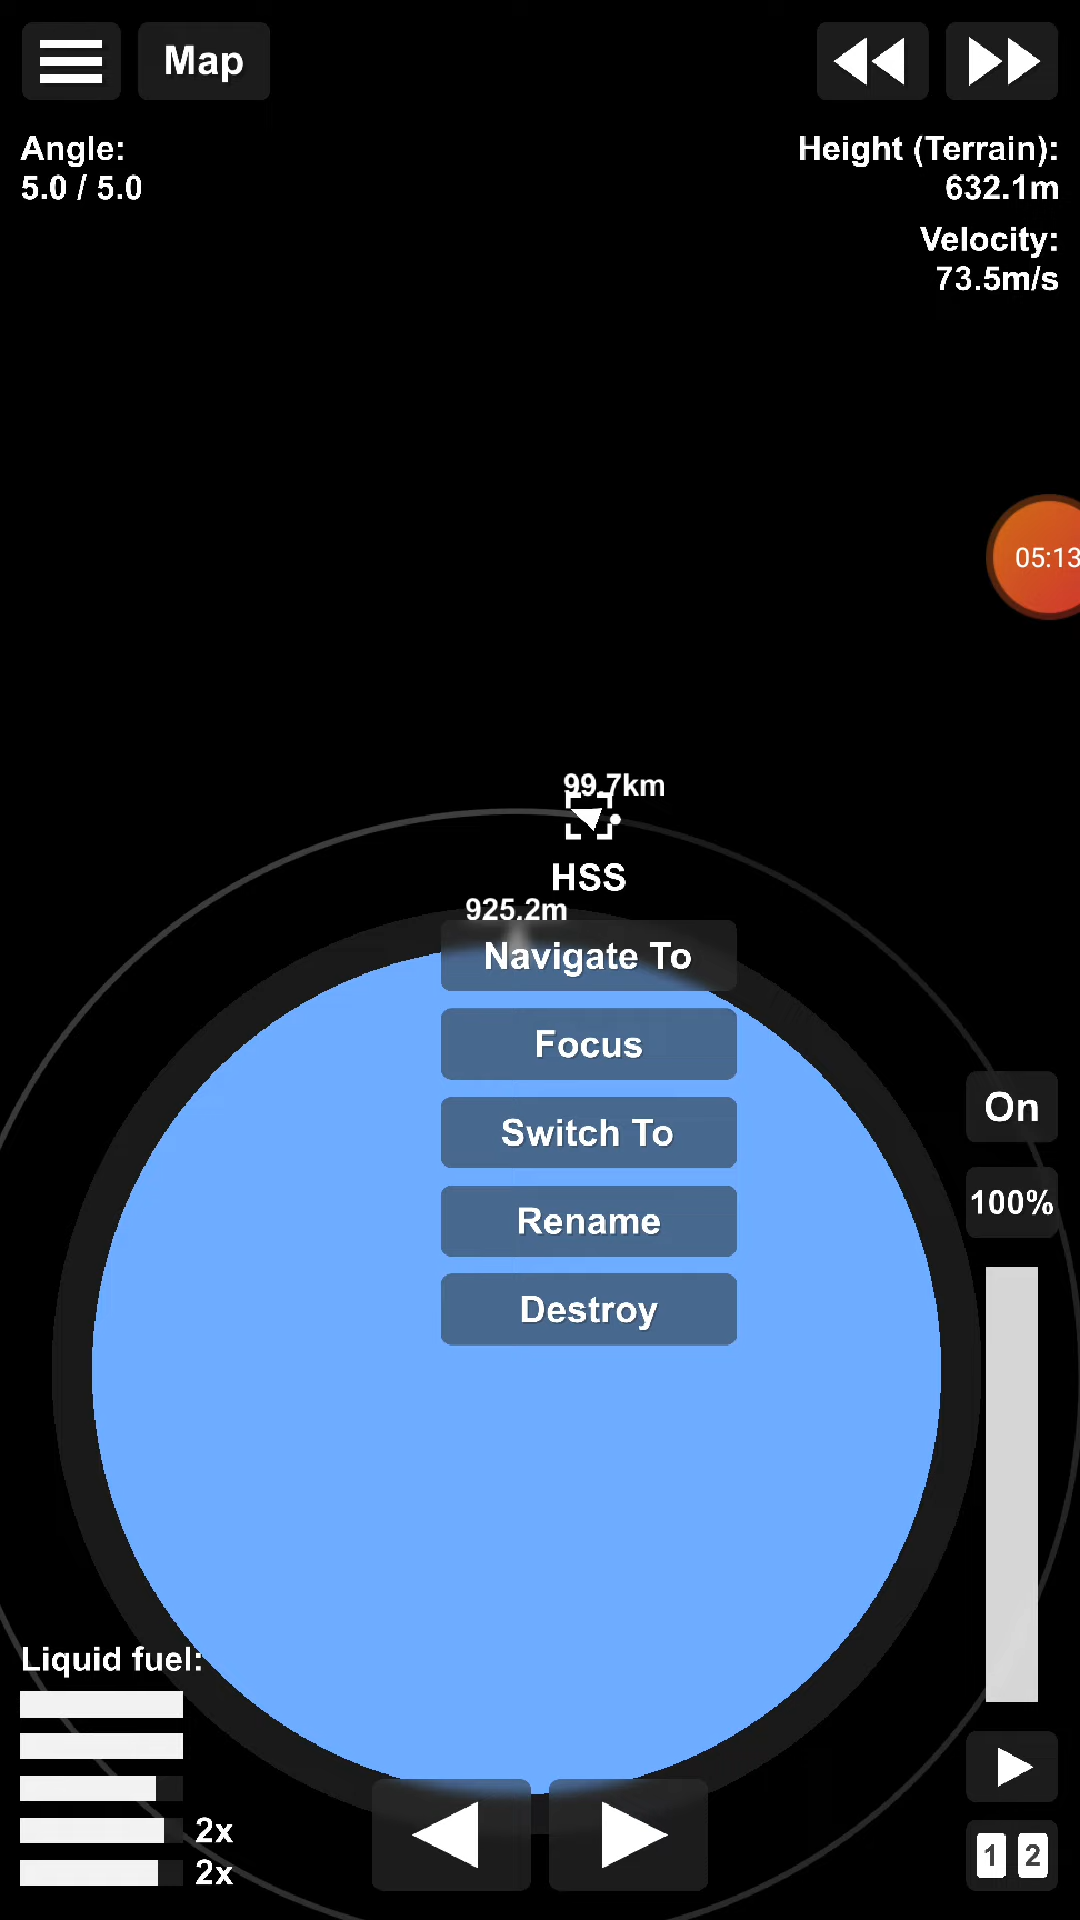 Map
Angle:
5.0 / 5.0
Height (Terrain):
632.1m
Velocity:
73.5m/s
05:13
99.7km
HSS
925.2m
Navigate To
Focus
Switch To
Rename
Destroy
On
100%
Liquid fuel:
2x
2x
1 2